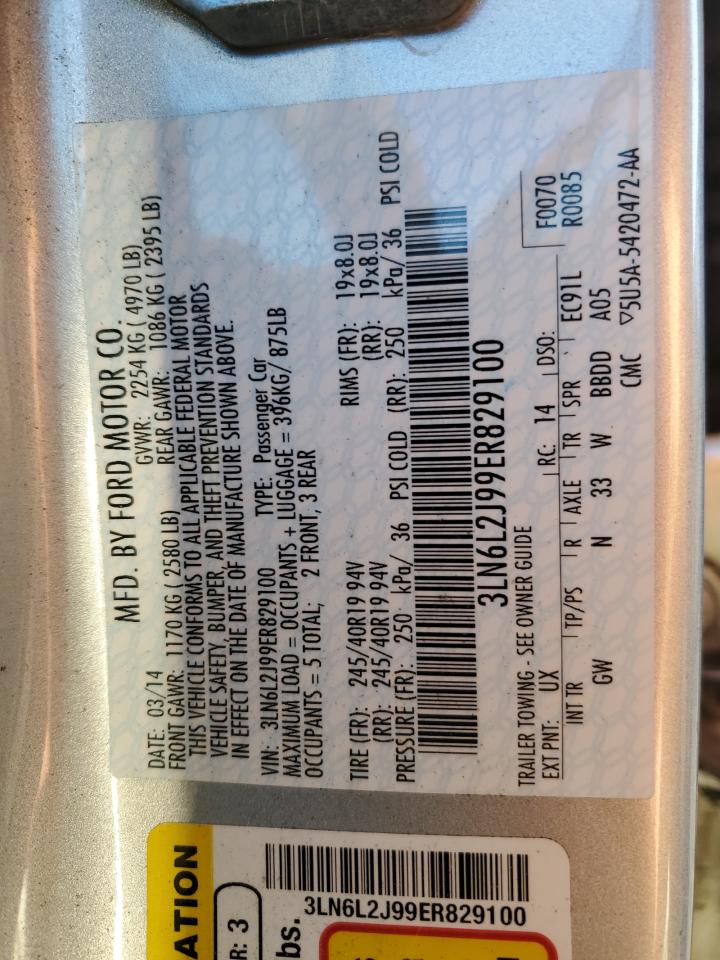 MFD. BY FORD MOTOR CO.
DATE: 03/14 GVWR: 2254 KG ( 4970 LB)
FRONT GAWR: 1170 KG ( 2580 LB) REAR GAWR: 1086 KG ( 2395 LB)
THIS VEHICLE CONFORMS TO ALL APPLICABLE FEDERAL MOTOR
VEHICLE SAFETY, BUMPER, AND THEFT PREVENTION STANDARDS
IN EFFECT ON THE DATE OF MANUFACTURE SHOWN ABOVE.
VIN: 3LN6L2J99ER829100 TYPE: Passenger Car
MAXIMUM LOAD = OCCUPANTS + LUGGAGE = 396KG/ 875LB
OCCUPANTS = 5 TOTAL; 2 FRONT, 3 REAR
TIRE (FR): 245/40R19 94V RIMS (FR): 19x8.0J
(RR): 245/40R19 94V (RR): 19x8.0J
PRESSURE (FR): 250 kPa/ 36 PSI COLD (RR): 250 kPa/ 36 PSI COLD
3LN6L2J99ER829100
TRAILER TOWING - SEE OWNER GUIDE
EXT PNT: UX RC: 14 DSO: F0070
R0085
INT TR TP/PS R AXLE TR SPR EC91L
GW N 33 W BBDD A05
CMC ▽5U5A-5420472-AA
ATION
R: 3
bs.
3LN6L2J99ER829100